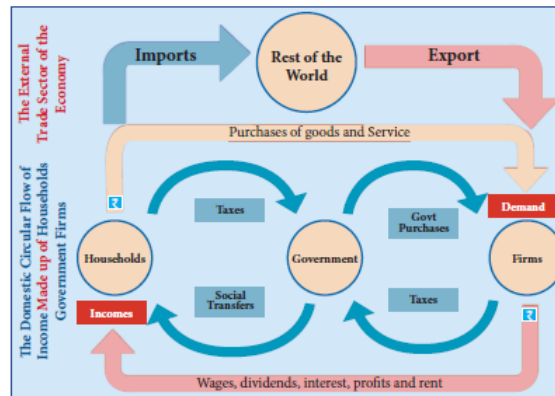 The External
Trade Sector of the
Economy
Imports
Rest of the
World
Export
Purchases of goods and Service
The Domestic Circular Flow of
Income Made up of Households
Government Firms
₹
Taxes
Govt
Purchases
Demand
Households
Government
Firms
Incomes
Social
Transfers
Taxes
₹
Wages, dividends, interest, profits and rent